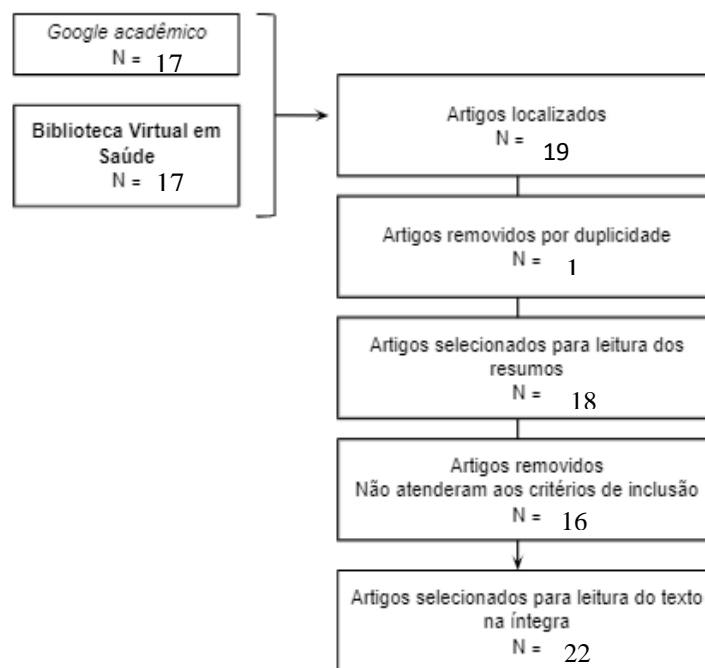 Google acadêmico
N = 17
Biblioteca Virtual em
Saúde
N = 17
Artigos localizados
N = 19
Artigos removidos por duplicidade
N = 1
Artigos selecionados para leitura dos
resumos
N = 18
Artigos removidos
Não atenderam aos critérios de inclusão
N = 16
Artigos selecionados para leitura do texto
na íntegra
N = 22